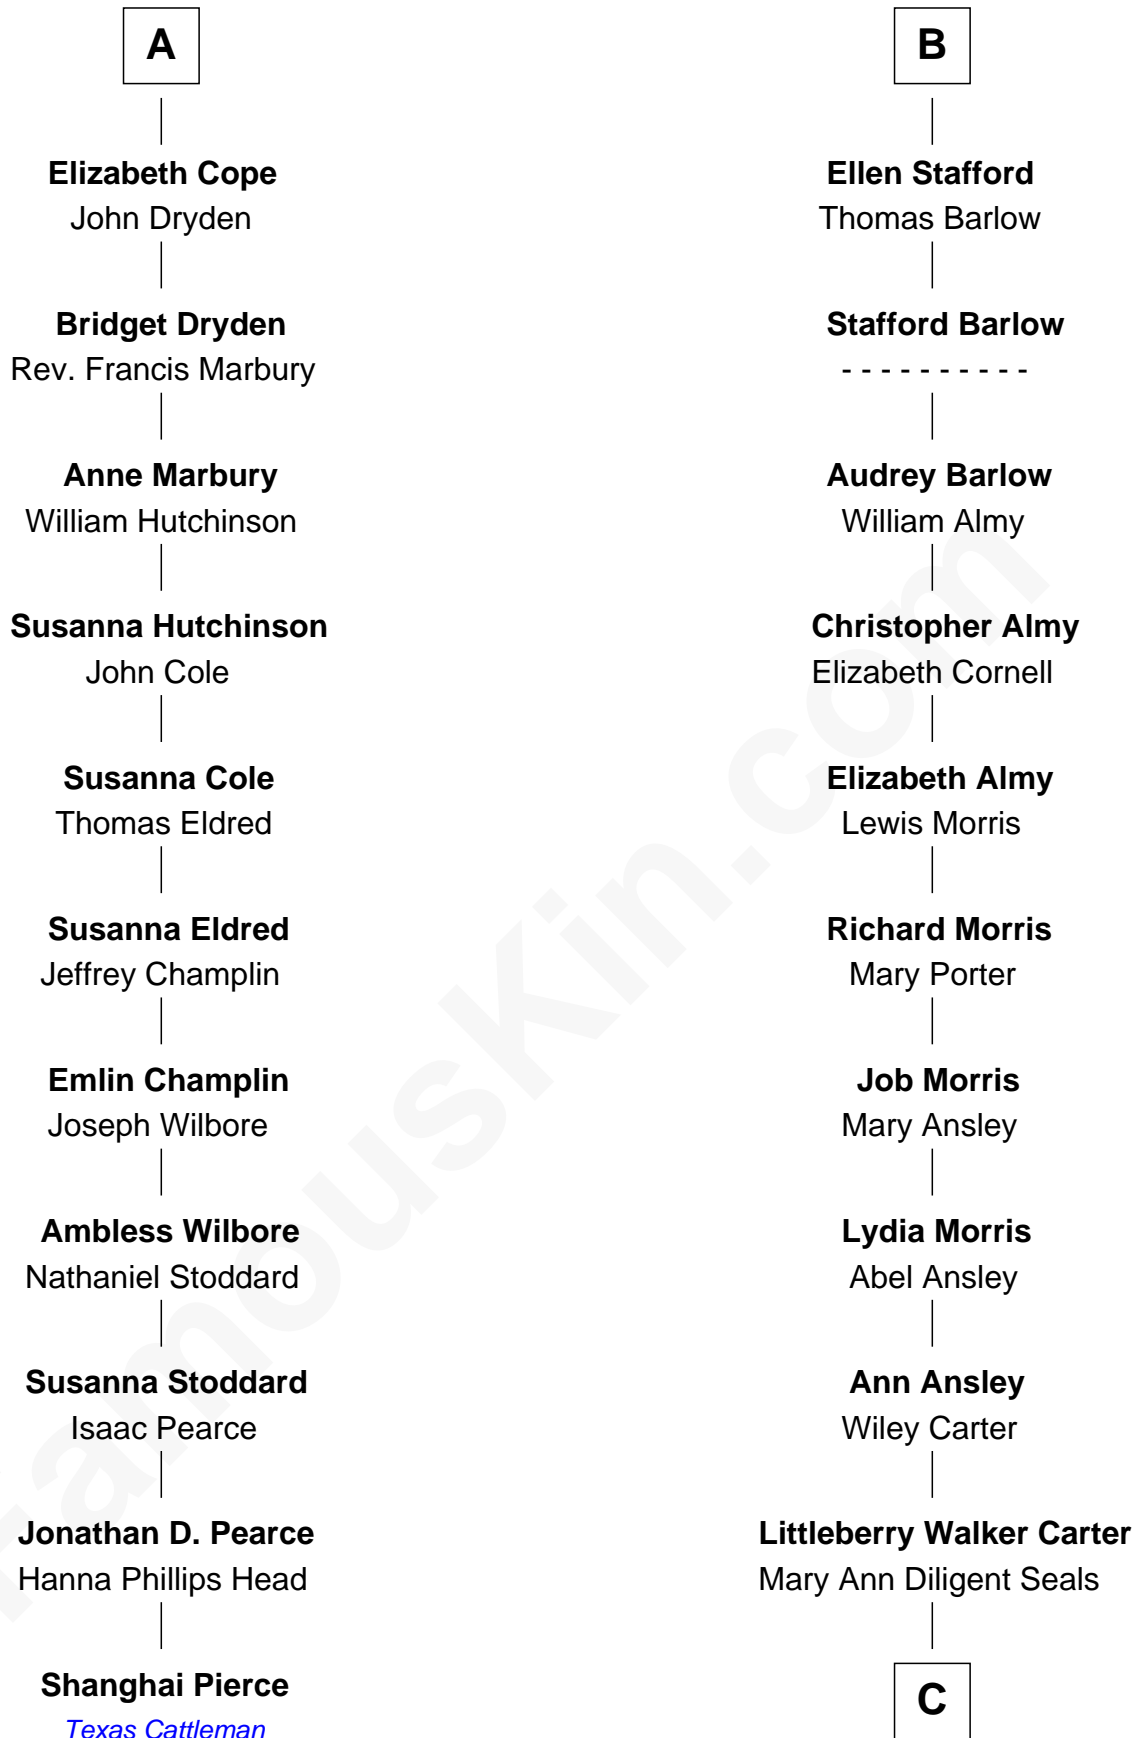 A
Elizabeth Cope
John Dryden
Bridget Dryden
Rev. Francis Marbury
Anne Marbury
William Hutchinson
Susanna Hutchinson
John Cole
Susanna Cole
Thomas Eldred
Susanna Eldred
Jeffrey Champlin
Emlin Champlin
Joseph Wilbore
Ambless Wilbore
Nathaniel Stoddard
Susanna Stoddard
Isaac Pearce
Jonathan D. Pearce
Hanna Phillips Head
Shanghai Pierce
Texas Cattleman
B
Ellen Stafford
Thomas Barlow
Stafford Barlow
- - - - - - - - - -
Audrey Barlow
William Almy
Christopher Almy
Elizabeth Cornell
Elizabeth Almy
Lewis Morris
Richard Morris
Mary Porter
Job Morris
Mary Ansley
Lydia Morris
Abel Ansley
Ann Ansley
Wiley Carter
Littleberry Walker Carter
Mary Ann Diligent Seals
C
FamousKin.com